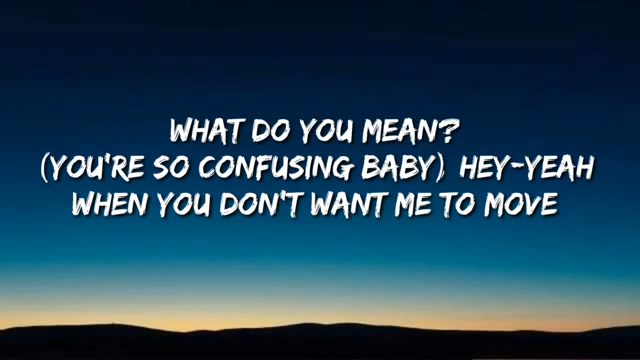 WHAT DO YOU MEAN?
(YOU'RE SO CONFUSING BABY), HEY-YEAH
WHEN YOU DON'T WANT ME TO MOVE